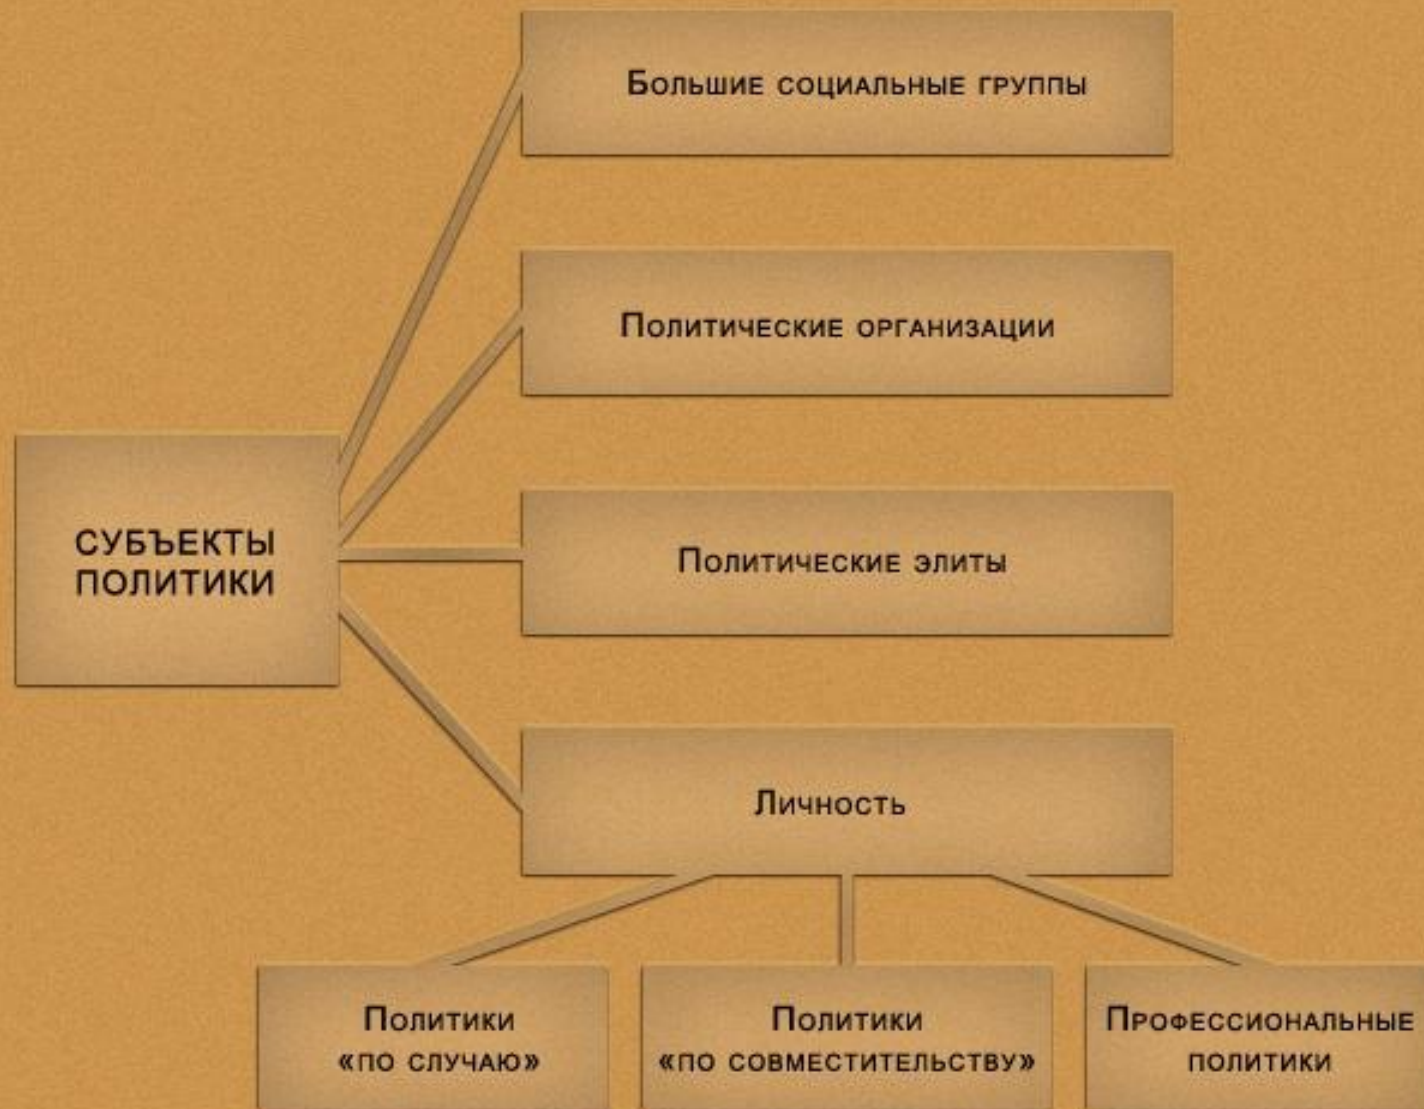 Большие социальные группы
Политические организации
СУБЪЕКТЫ
ПОЛИТИКИ
Политические элиты
Личность
Политики
«по случаю»
Политики
«по совместительству»
Профессиональные
политики